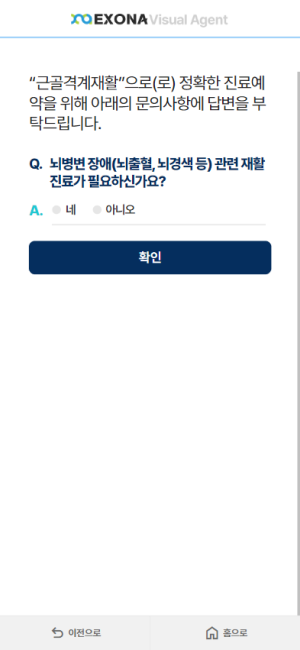 EXONA Visual Agent
“근골격계재활”으로(로) 정확한 진료예
약을 위해 아래의 문의사항에 답변을 부
탁드립니다.
Q. 뇌병변 장애(뇌출혈, 뇌경색 등) 관련 재활
진료가 필요하신가요?
A. 네 아니오
확인
이전으로 홈으로